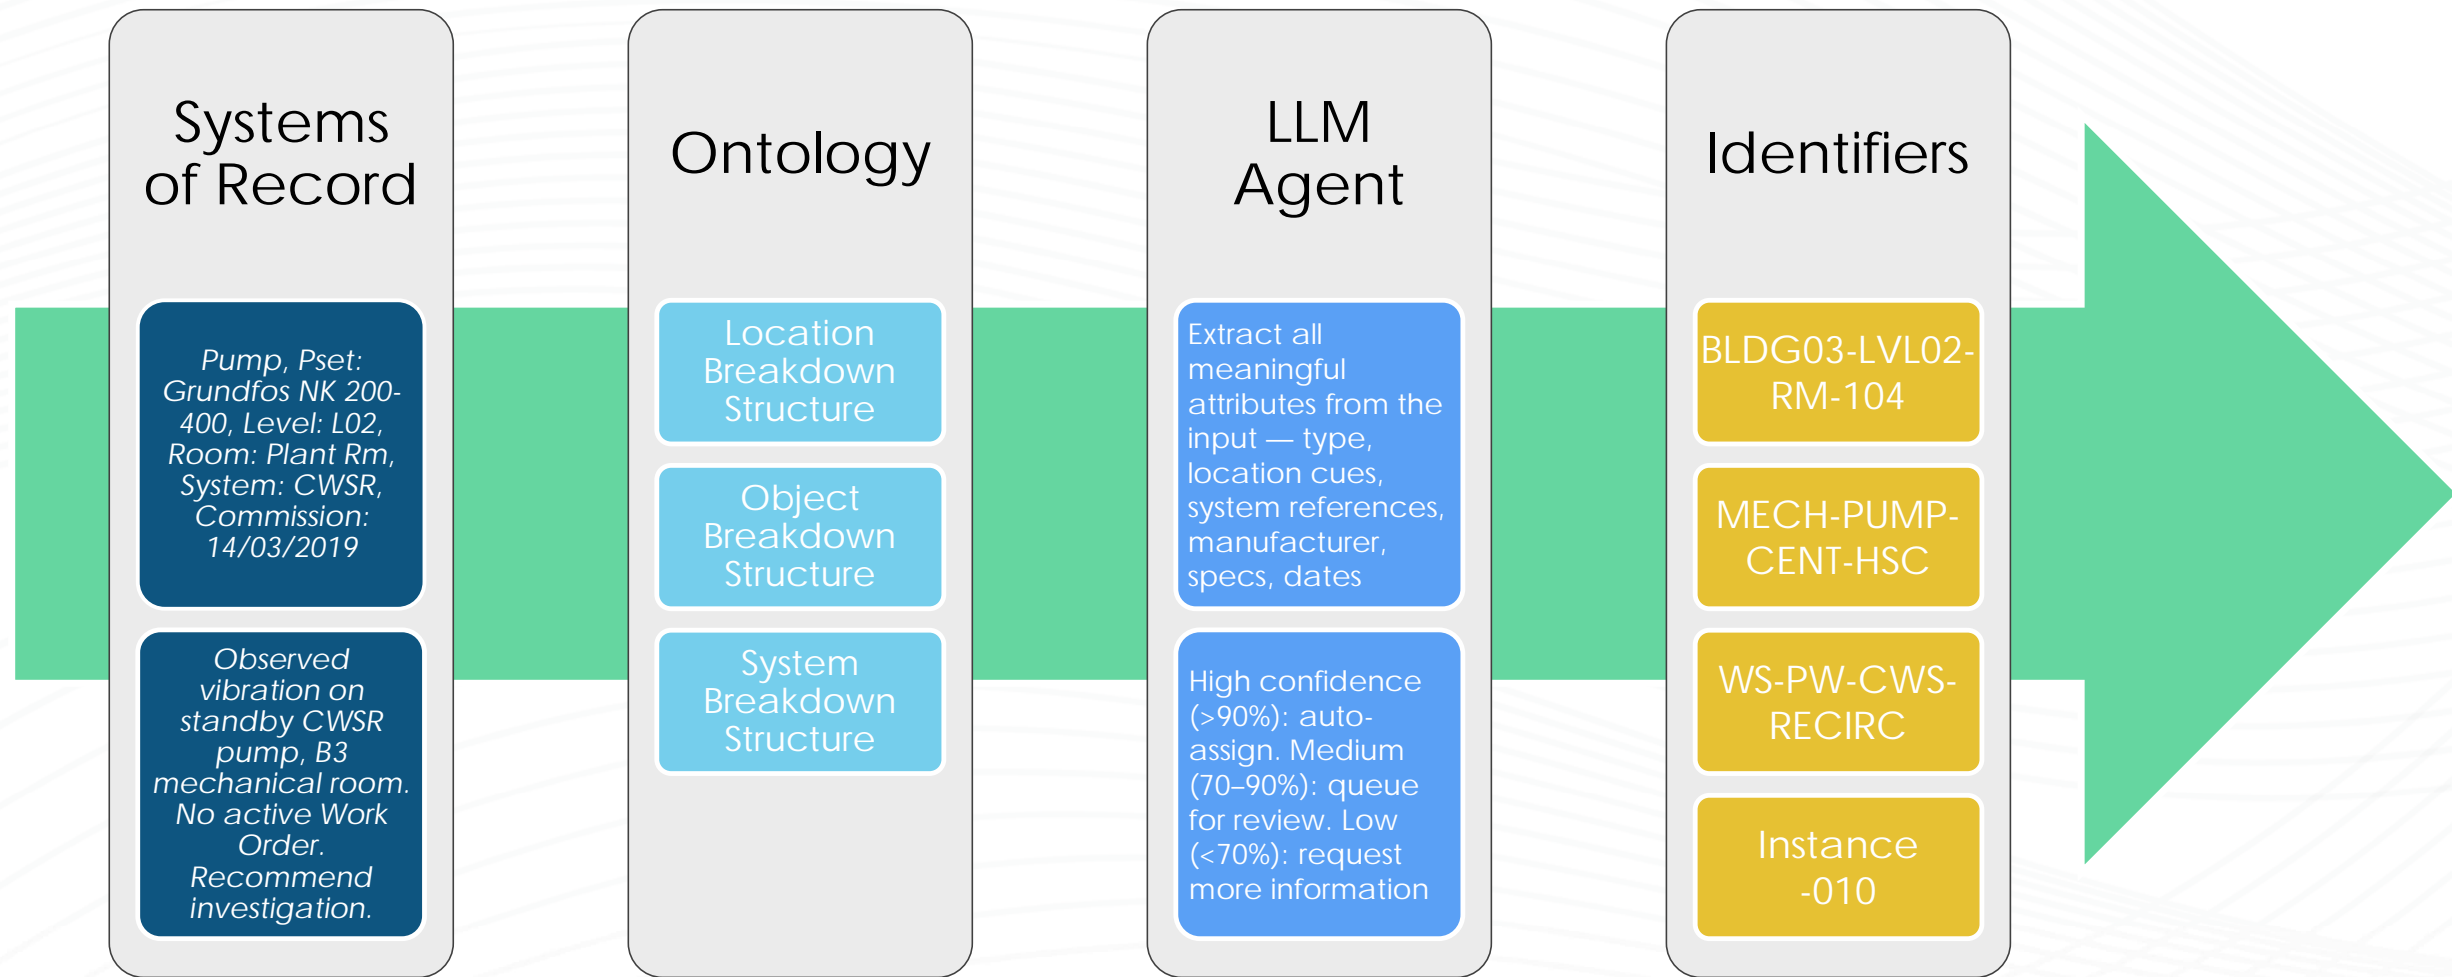 Systems
of Record
Pump, Pset:
Grundfos NK 200-
400, Level: L02,
Room: Plant Rm,
System: CWSR,
Commission:
14/03/2019
Observed
vibration on
standby CWSR
pump, B3
mechanical room.
No active Work
Order.
Recommend
investigation.
Ontology
Location
Breakdown
Structure
Object
Breakdown
Structure
System
Breakdown
Structure
LLM
Agent
Extract all
meaningful
attributes from the
input — type,
location cues,
system references,
manufacturer,
specs, dates
High confidence
(>90%): auto-
assign. Medium
(70–90%): queue
for review. Low
(<70%): request
more information
Identifiers
BLDG03-LVL02-
RM-104
MECH-PUMP-
CENT-HSC
WS-PW-CWS-
RECIRC
Instance
-010